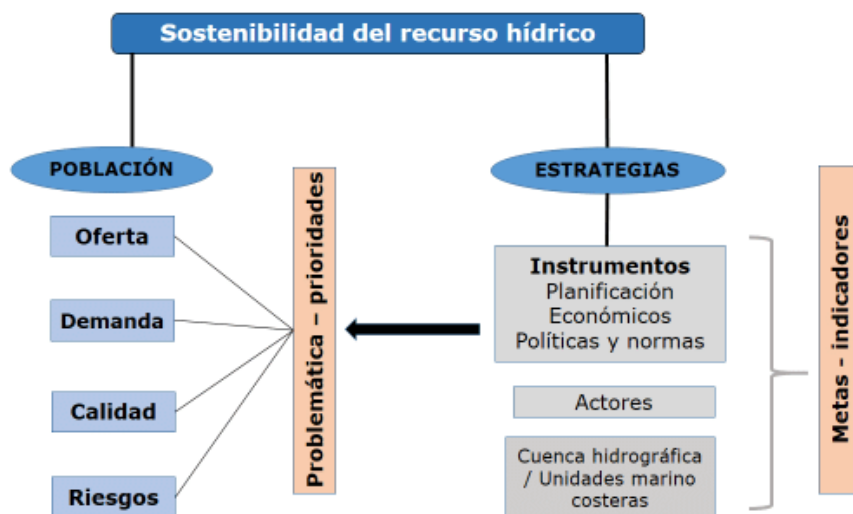 Sostenibilidad del recurso hídrico
POBLACIÓN
Oferta
Demanda
Calidad
Riesgos
Problemática – prioridades
ESTRATEGIAS
Instrumentos
Planificación
Económicos
Políticas y normas
Actores
Cuenca hidrográfica
/ Unidades marino
costeras
Metas - indicadores